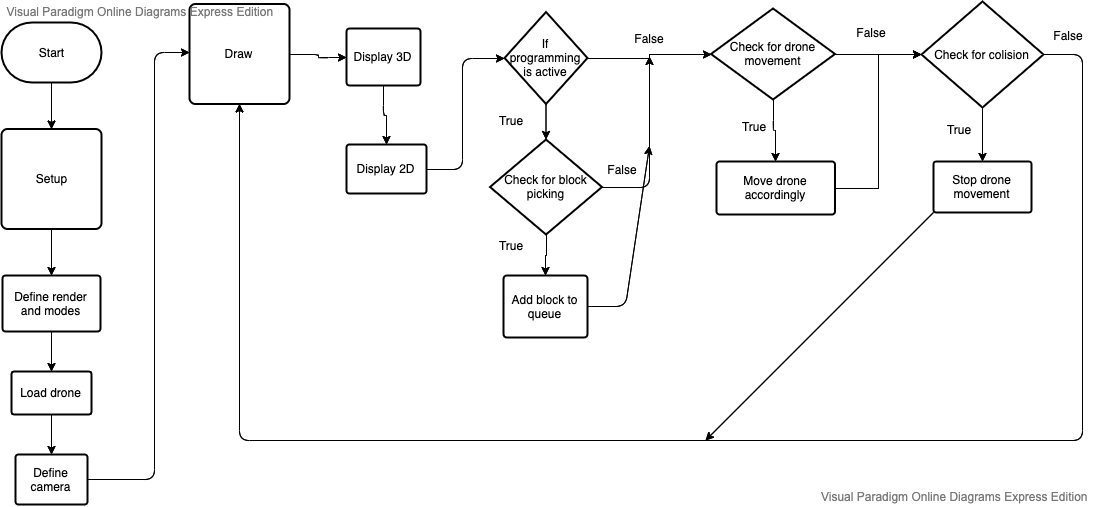 Visual Paradigm Online Diagrams Express Edition
Start
Setup
Define render
and modes
Load drone
Define
camera
Draw
Display 3D
Display 2D
If
programming
is active
False
True
Check for block
picking
False
True
Add block to
queue
Check for drone
movement
False
True
Move drone
accordingly
Check for colision
False
True
Stop drone
movement
Visual Paradigm Online Diagrams Express Edition